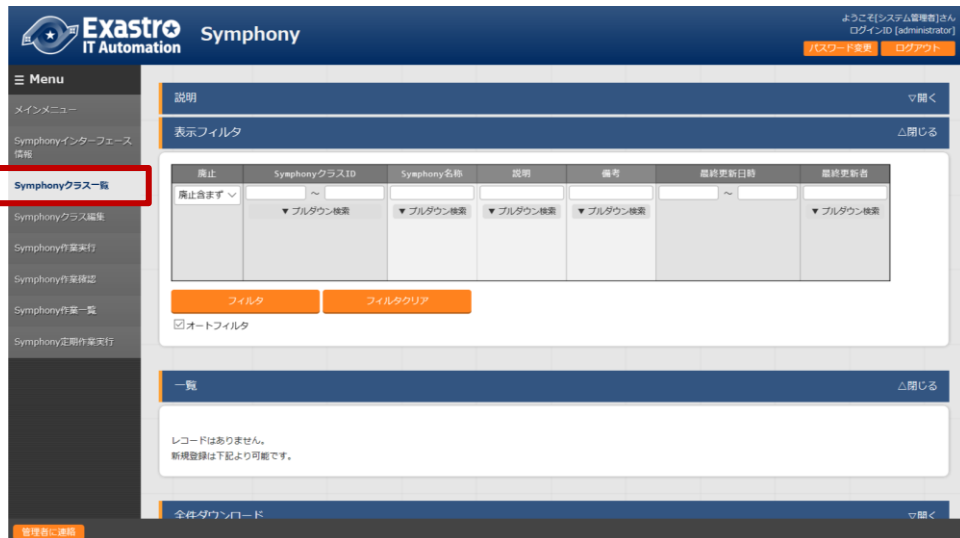 Exastro
IT Automation
Symphony
ようこそ[システム管理者]さん
ログインID [administrator]
パスワード変更
ログアウト
☰ Menu
メインメニュー
Symphonyインターフェース
情報
Symphonyクラス一覧
Symphonyクラス編集
Symphony作業実行
Symphony作業確認
Symphony作業一覧
Symphony定期作業実行
説明 ▽開く
表示フィルタ △閉じる
廃止 SymphonyクラスID Symphony名称 説明 備考 最終更新日時 最終更新者
廃止含まず ～ ～
▼ プルダウン検索 ▼ プルダウン検索 ▼ プルダウン検索 ▼ プルダウン検索 ▼ プルダウン検索
フィルタ フィルタクリア
オートフィルタ
一覧 △閉じる
レコードはありません。
新規登録は下記より可能です。
全件ダウンロード ▽開く
管理者に連絡